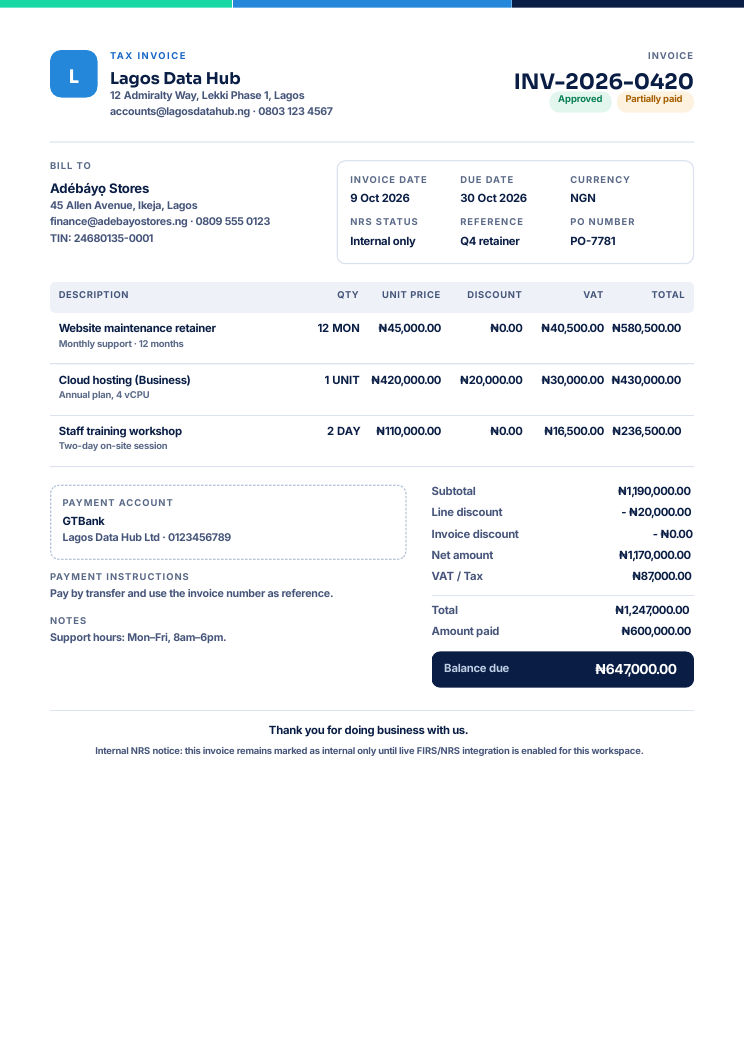 L
TAX INVOICE
Lagos Data Hub
12 Admiralty Way, Lekki Phase 1, Lagos
accounts@lagosdatahub.ng · 0803 123 4567
INVOICE
INV-2026-0420
Approved Partially paid
BILL TO
Adébáyọ Stores
45 Allen Avenue, Ikeja, Lagos
finance@adebayostores.ng · 0809 555 0123
TIN: 24680135-0001
INVOICE DATE DUE DATE CURRENCY
9 Oct 2026 30 Oct 2026 NGN
NRS STATUS REFERENCE PO NUMBER
Internal only Q4 retainer PO-7781
DESCRIPTION QTY UNIT PRICE DISCOUNT VAT TOTAL
Website maintenance retainer 12 MON ₦45,000.00 ₦0.00 ₦40,500.00 ₦580,500.00
Monthly support · 12 months
Cloud hosting (Business) 1 UNIT ₦420,000.00 ₦20,000.00 ₦30,000.00 ₦430,000.00
Annual plan, 4 vCPU
Staff training workshop 2 DAY ₦110,000.00 ₦0.00 ₦16,500.00 ₦236,500.00
Two-day on-site session
PAYMENT ACCOUNT
GTBank
Lagos Data Hub Ltd · 0123456789
PAYMENT INSTRUCTIONS
Pay by transfer and use the invoice number as reference.
NOTES
Support hours: Mon–Fri, 8am–6pm.
Subtotal ₦1,190,000.00
Line discount - ₦20,000.00
Invoice discount - ₦0.00
Net amount ₦1,170,000.00
VAT / Tax ₦87,000.00
Total ₦1,247,000.00
Amount paid ₦600,000.00
Balance due ₦647,000.00
Thank you for doing business with us.
Internal NRS notice: this invoice remains marked as internal only until live FIRS/NRS integration is enabled for this workspace.